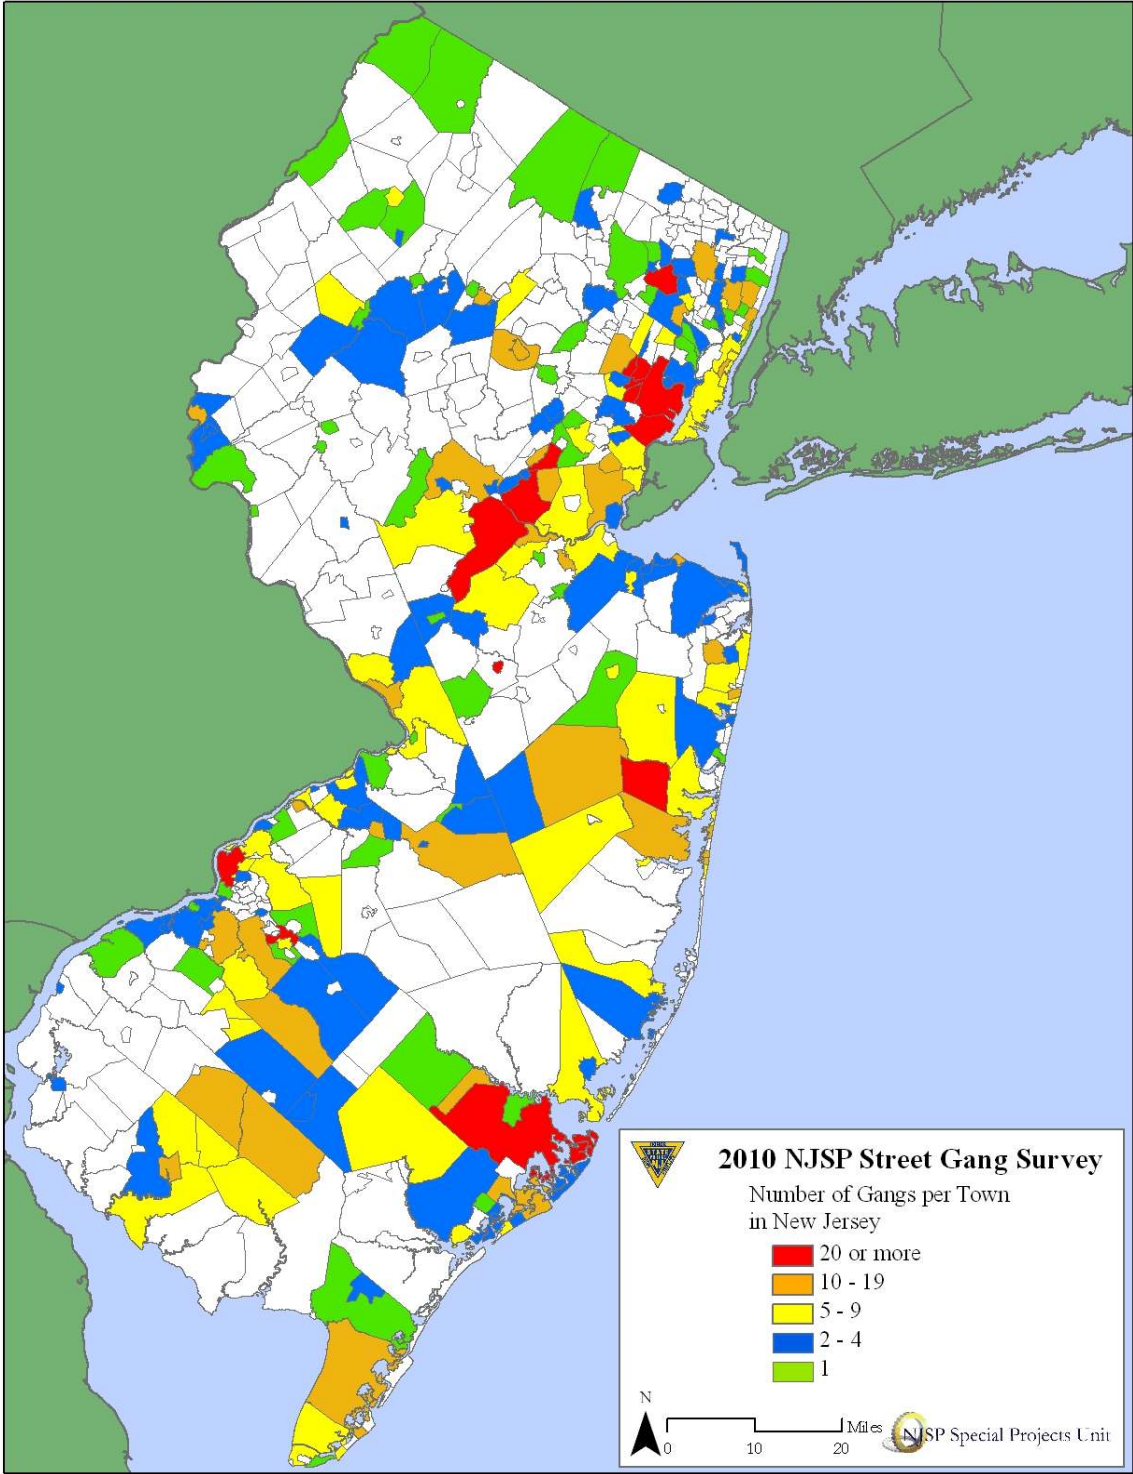 2010 NJSP Street Gang Survey
Number of Gangs per Town
in New Jersey
20 or more
10 - 19
5 - 9
2 - 4
1
N
Miles
0 10 20
NJSP Special Projects Unit
STATE
N J